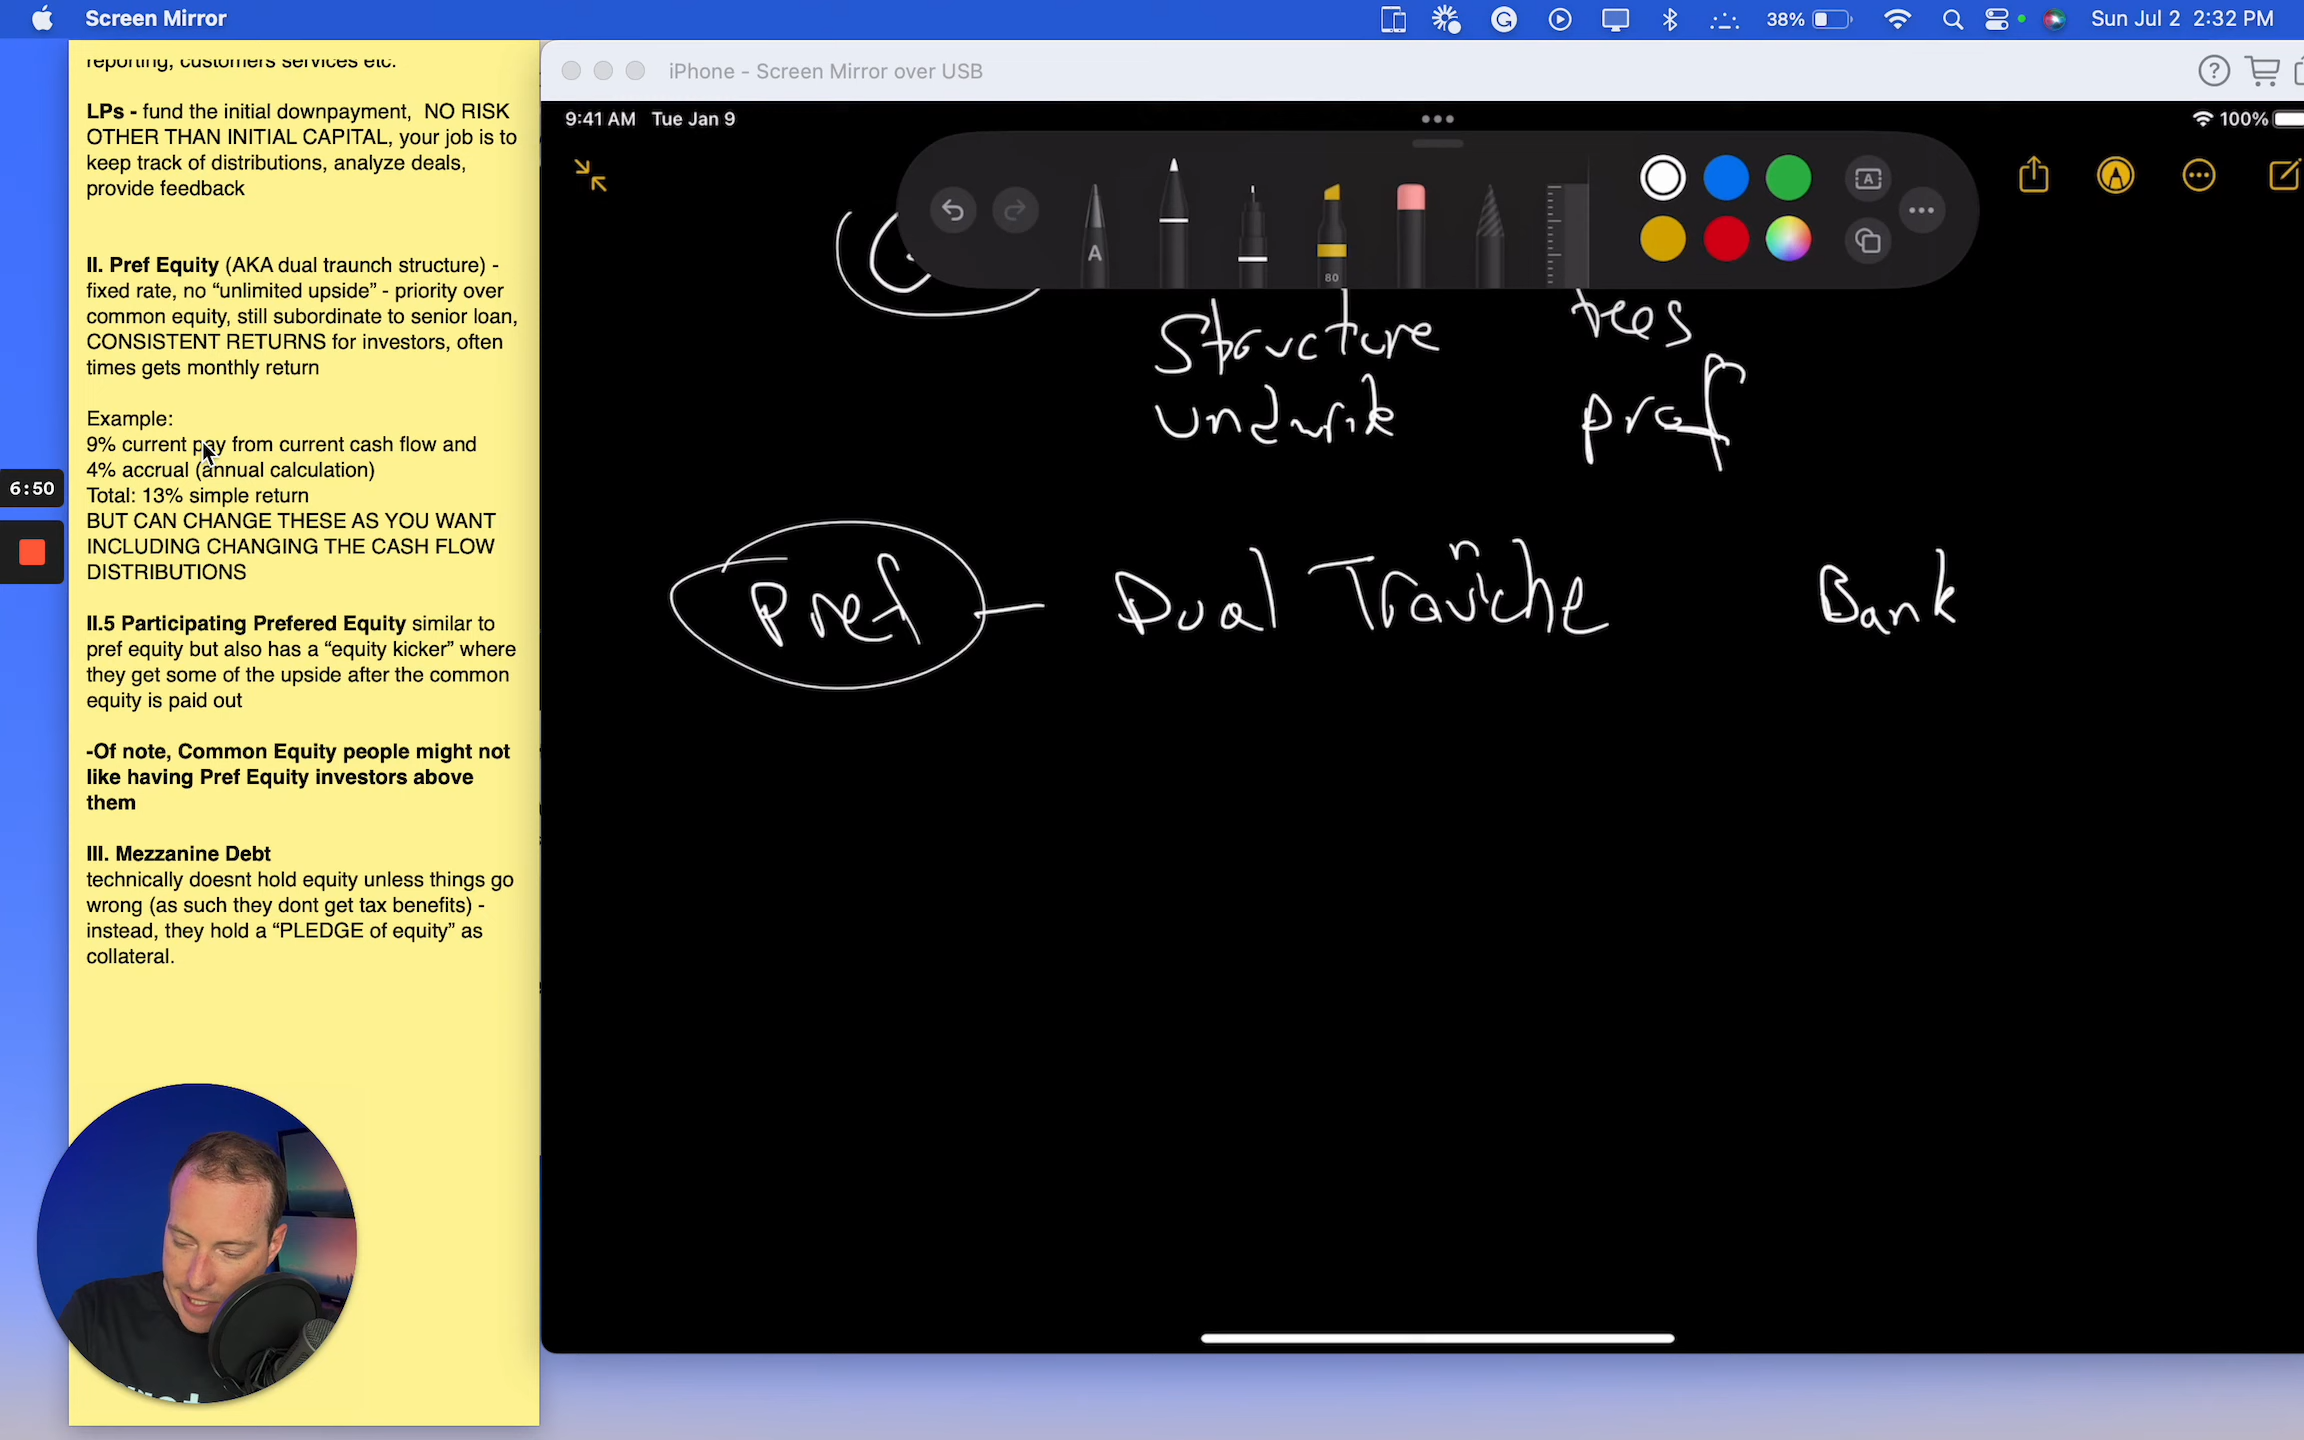 Screen Mirror
38%
Sun Jul 2 2:32 PM
reporting, customers services etc.
LPs - fund the initial downpayment, NO RISK
OTHER THAN INITIAL CAPITAL, your job is to
keep track of distributions, analyze deals,
provide feedback
II. Pref Equity (AKA dual traunch structure) -
fixed rate, no “unlimited upside” - priority over
common equity, still subordinate to senior loan,
CONSISTENT RETURNS for investors, often
times gets monthly return
Example:
9% current pay from current cash flow and
4% accrual (annual calculation)
Total: 13% simple return
BUT CAN CHANGE THESE AS YOU WANT
INCLUDING CHANGING THE CASH FLOW
DISTRIBUTIONS
II.5 Participating Prefered Equity similar to
pref equity but also has a “equity kicker” where
they get some of the upside after the common
equity is paid out
-Of note, Common Equity people might not
like having Pref Equity investors above
them
III. Mezzanine Debt
technically doesnt hold equity unless things go
wrong (as such they dont get tax benefits) -
instead, they hold a “PLEDGE of equity” as
collateral.
6:50
iPhone - Screen Mirror over USB
9:41 AM Tue Jan 9
100%
A
80
A
Structure
fees
pref
Pref - Dual Tranche
Bank